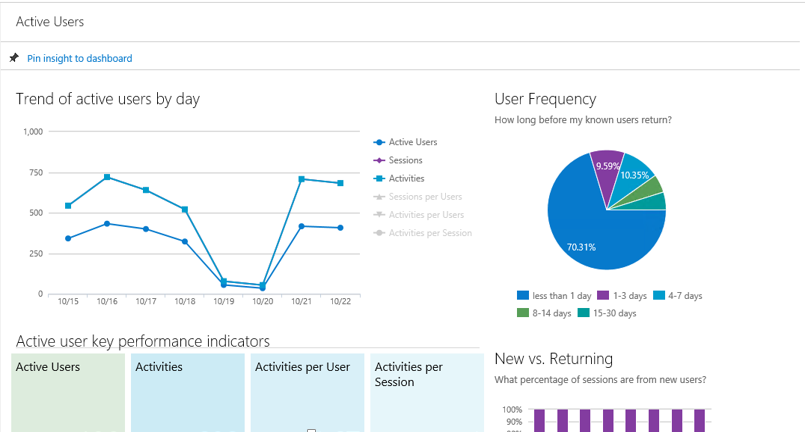 Active Users
Pin insight to dashboard
Trend of active users by day
1,000
750
500
250
0
10/15 10/16 10/17 10/18 10/19 10/20 10/21 10/22
Active Users
Sessions
Activities
Sessions per Users
Activities per Users
Activities per Session
User Frequency
How long before my known users return?
9.59%
10.35%
70.31%
less than 1 day 1-3 days 4-7 days
8-14 days 15-30 days
Active user key performance indicators
Active Users
Activities
Activities per User
Activities per
Session
New vs. Returning
What percentage of sessions are from new users?
100%
90%